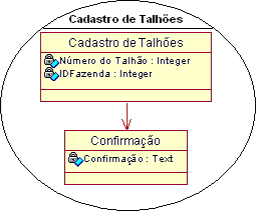 Cadastro de Talhões
Cadastro de Talhões
Número do Talhão : Integer
IDFazenda : Integer
Confirmação
Confirmação : Text